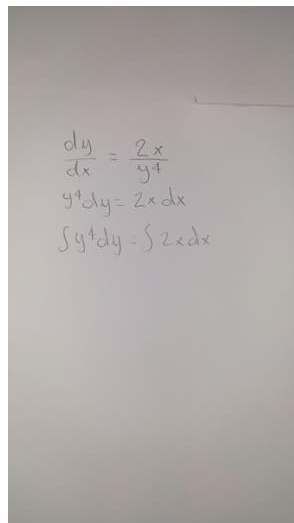 dy/dx = 2x/y⁴
y⁴dy = 2x dx
∫y⁴dy = ∫2x dx